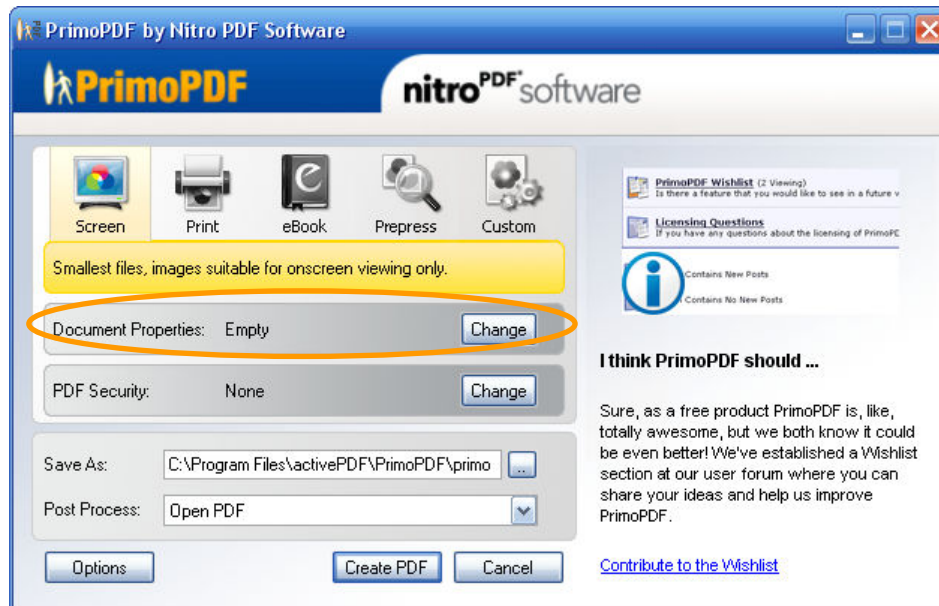 PrimoPDF by Nitro PDF Software
PrimoPDF
nitroPDF® software
Screen
Print
eBook
Prepress
Custom
Smallest files, images suitable for onscreen viewing only.
Document Properties: Empty Change
PDF Security: None Change
Save As: C:\Program Files\activePDF\PrimoPDF\primo ..
Post Process: Open PDF
Options
Create PDF
Cancel
PrimoPDF Wishlist (2 Viewing)
Is there a feature that you would like to see in a future v
Licensing Questions
If you have any questions about the licensing of PrimoPD
Contains New Posts
Contains No New Posts
I think PrimoPDF should ...
Sure, as a free product PrimoPDF is, like,
totally awesome, but we both know it could
be even better! We've established a Wishlist
section at our user forum where you can
share your ideas and help us improve
PrimoPDF.
Contribute to the Wishlist